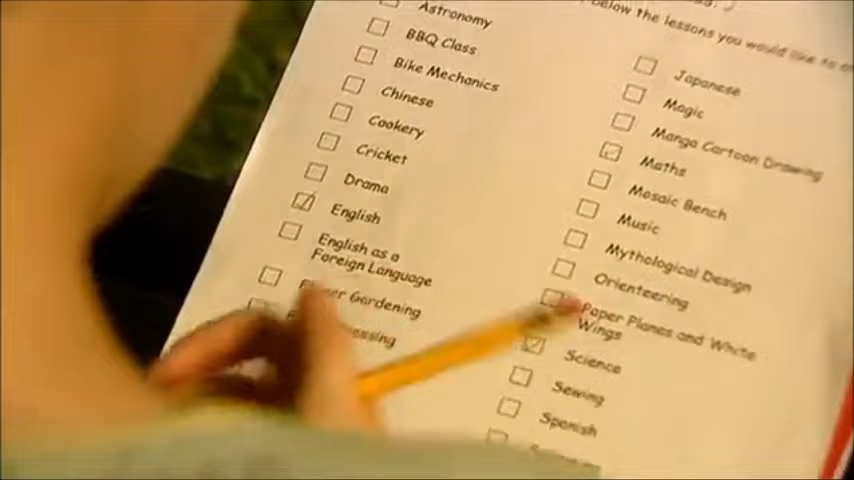 below the lessons you would like to
Astronomy
BBQ Class
Bike Mechanics
Chinese
Cookery
Cricket
Drama
English
English as a
Foreign Language
Gardening
Japanese
Magic
Manga Cartoon Drawing
Maths
Mosaic Bench
Music
Mythological Design
Orienteering
Paper Planes and White
Wings
Science
Sewing
Spanish